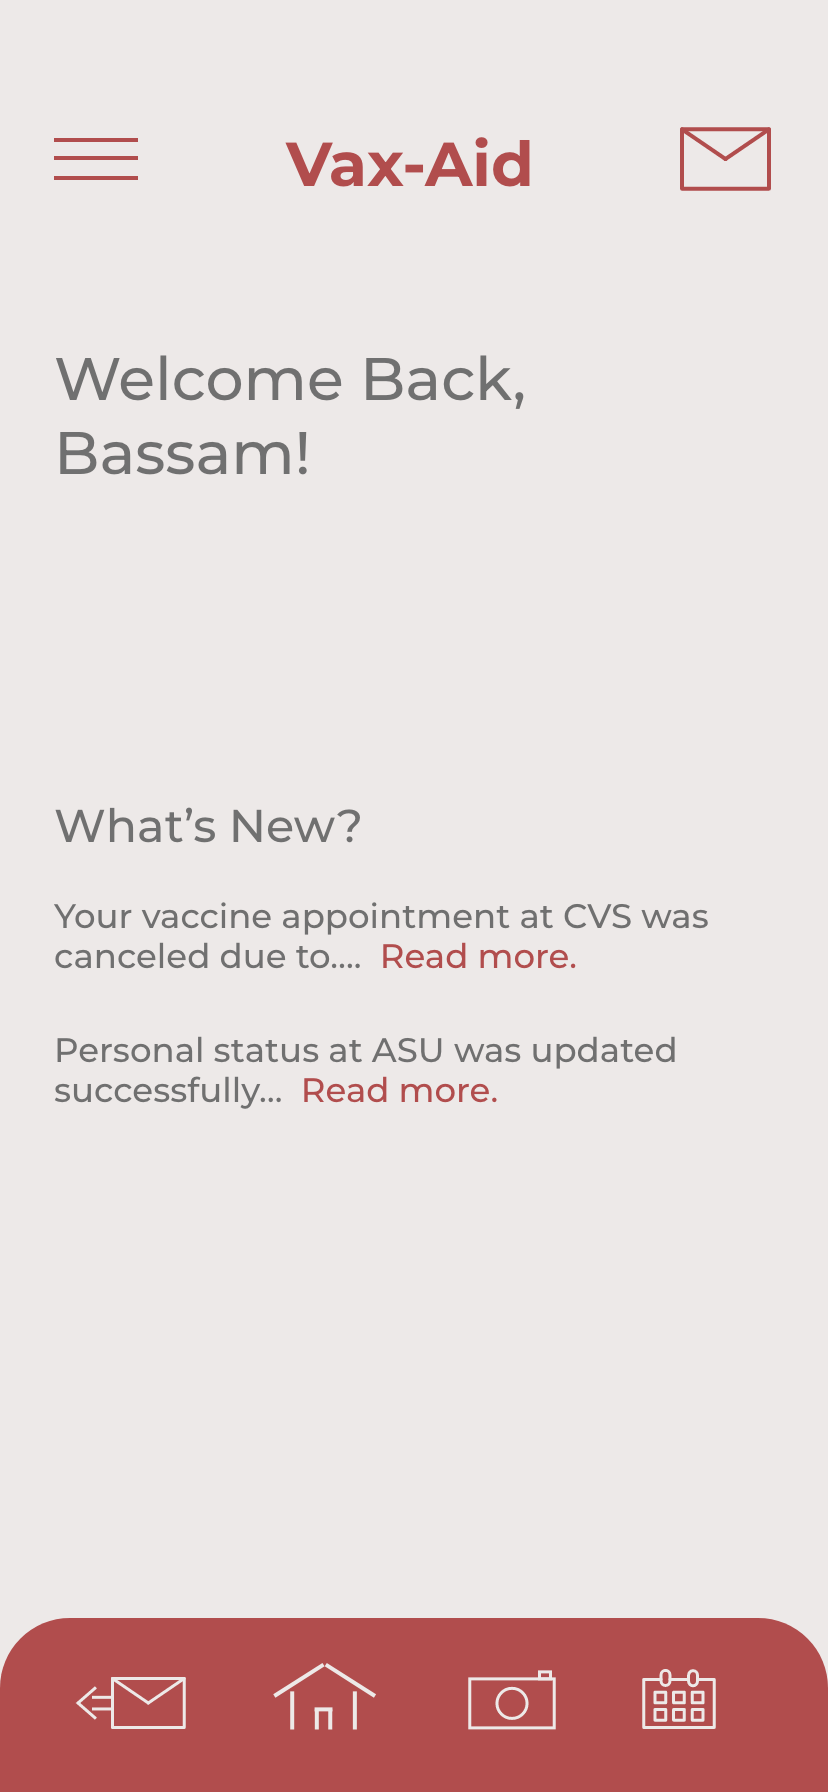 Vax-Aid
Welcome Back,
Bassam!
What’s New?
Your vaccine appointment at CVS was
canceled due to.... Read more.
Personal status at ASU was updated
successfully... Read more.